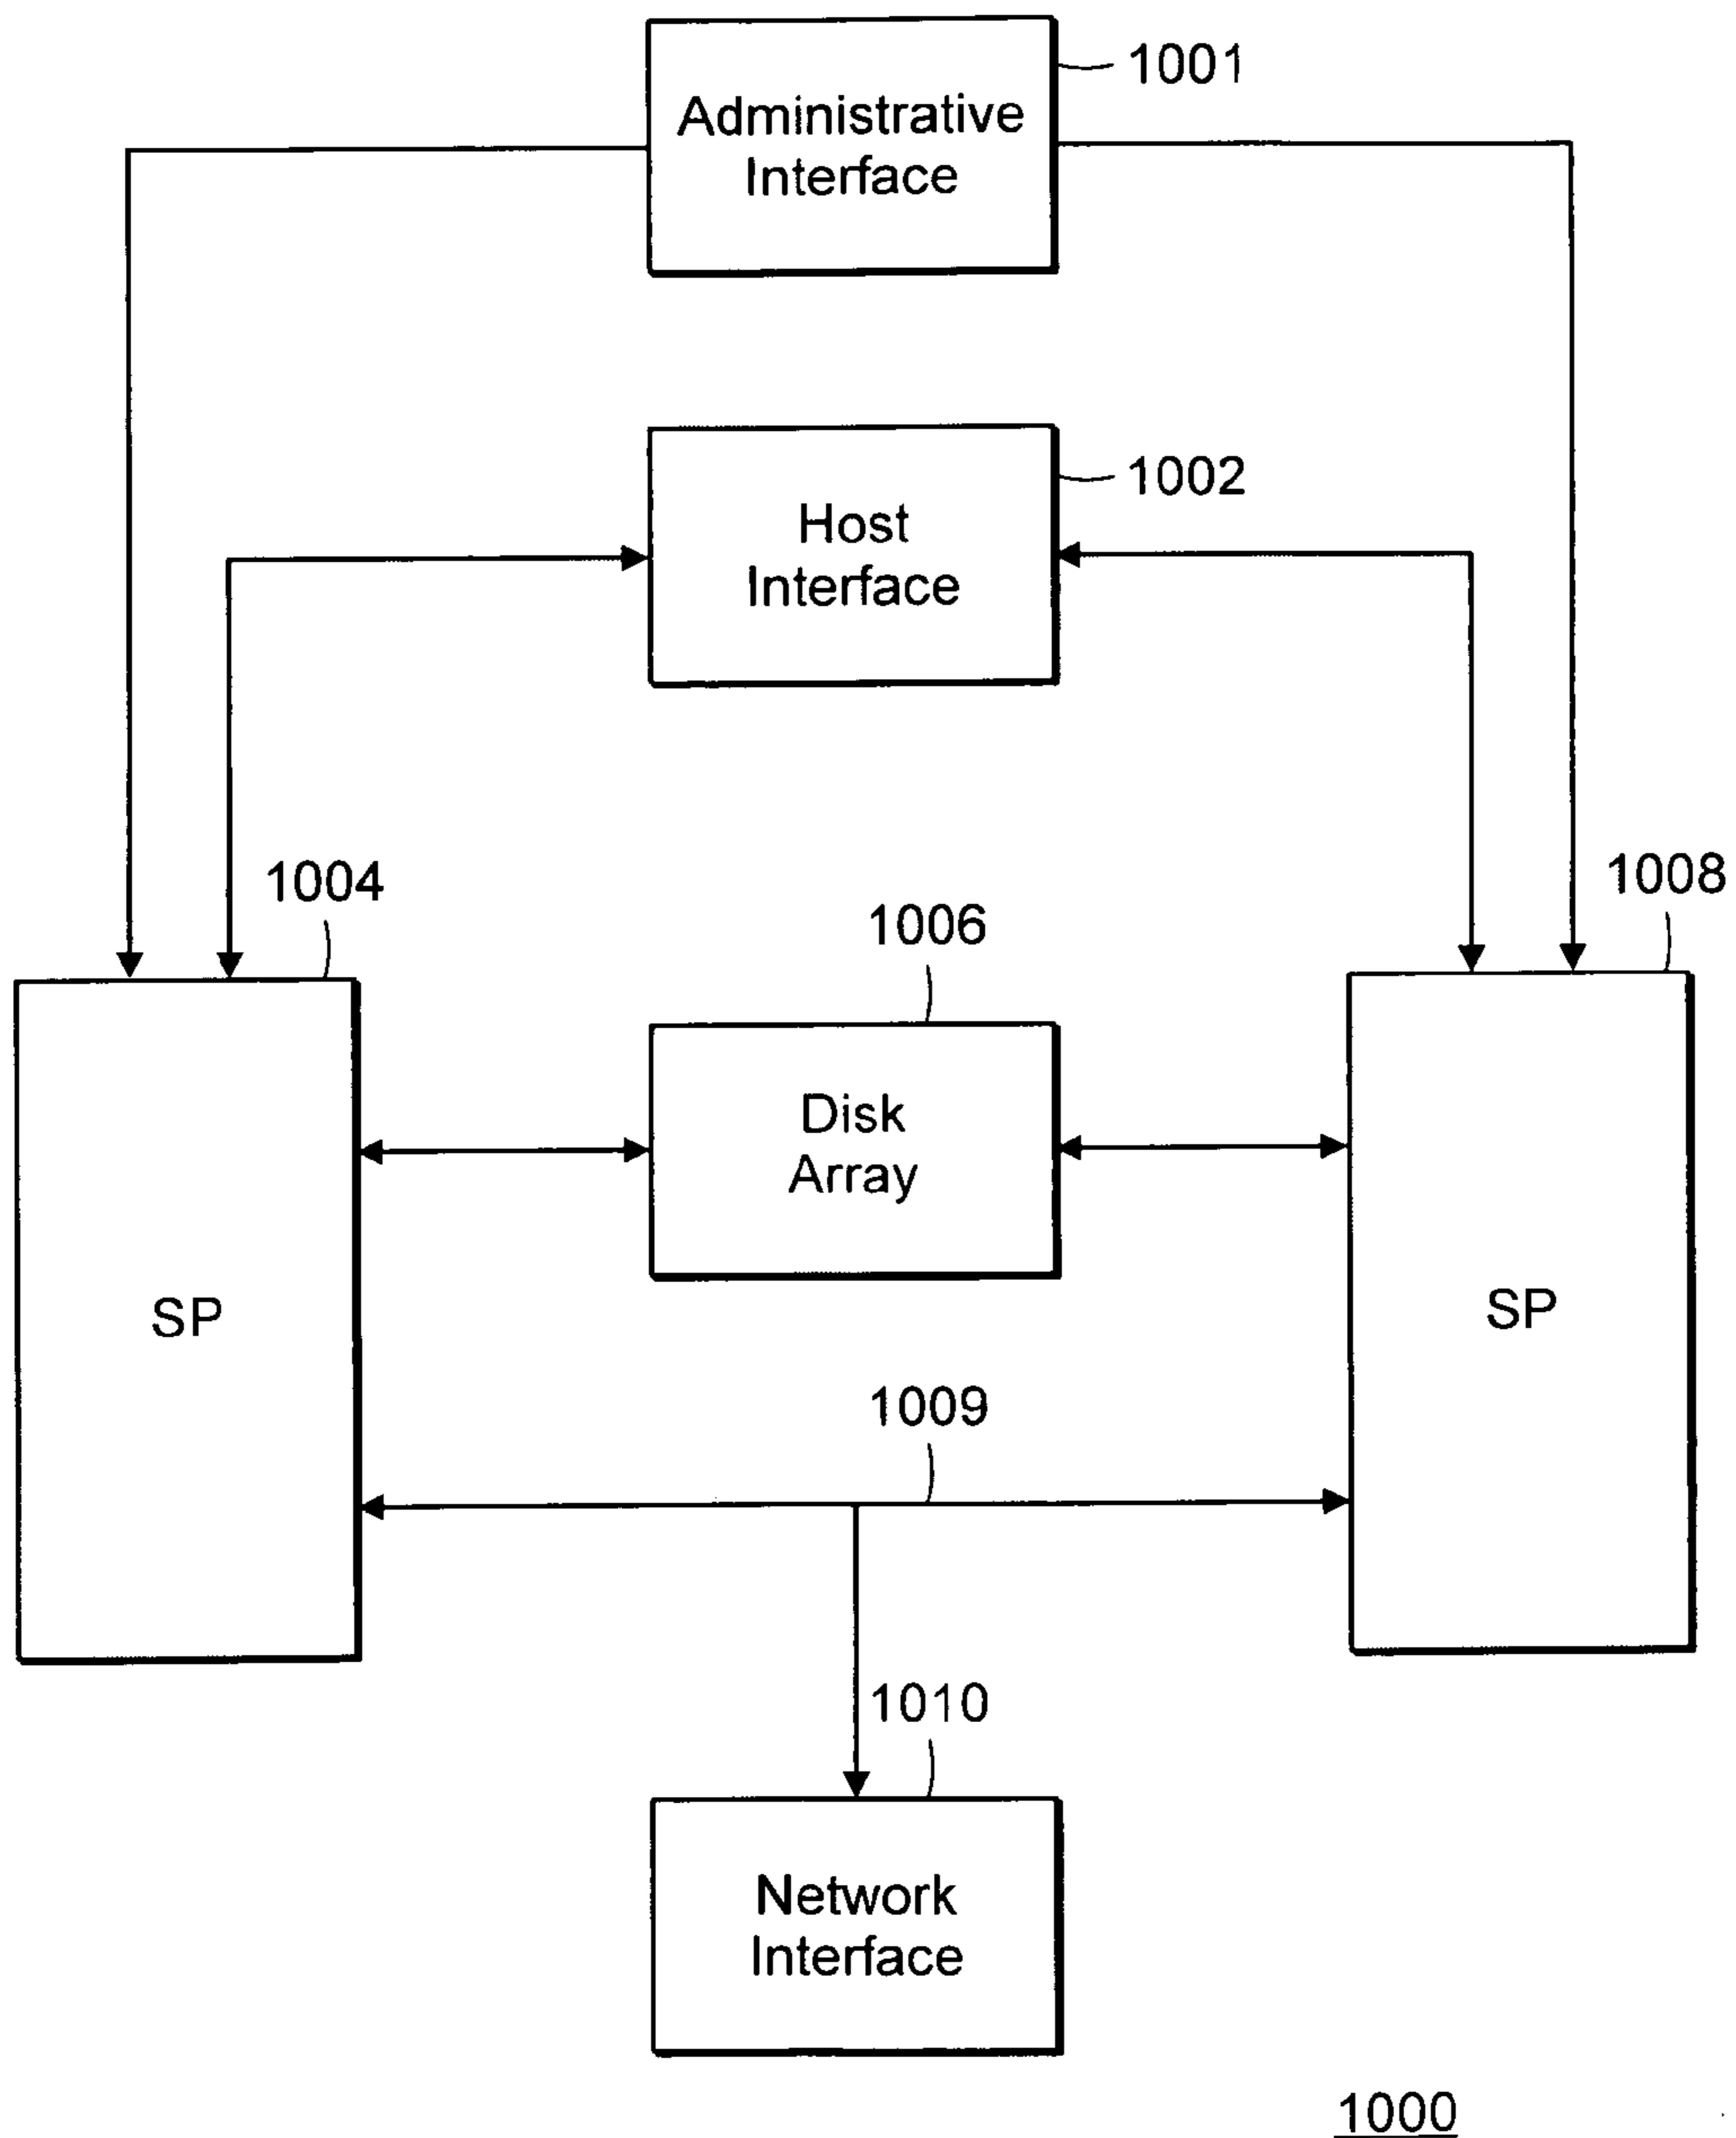 1001
Administrative
Interface
1002
Host
Interface
1004
1008
1006
Disk
Array
SP
SP
1009
1010
Network
Interface
1000